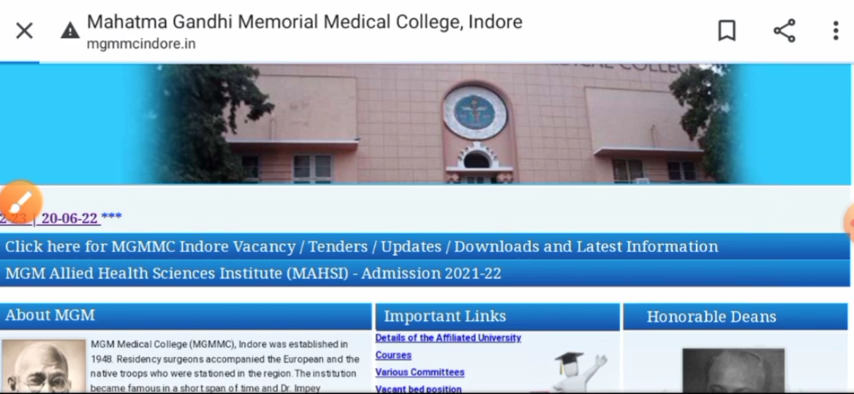 Mahatma Gandhi Memorial Medical College, Indore
mgmmcindore.in
COLLEGE
20-06-22 ***
Click here for MGMMC Indore Vacancy / Tenders / Updates / Downloads and Latest Information
MGM Allied Health Sciences Institute (MAHSI) - Admission 2021-22
About MGM
MGM Medical College (MGMMC), Indore was established in
1948. Residency surgeons accompanied the European and the
native troops who were stationed in the region. The institution
became famous in a short span of time and Dr. Impey
Important Links
Details of the Affiliated University
Courses
Various Committees
Vacant bed position
Honorable Deans